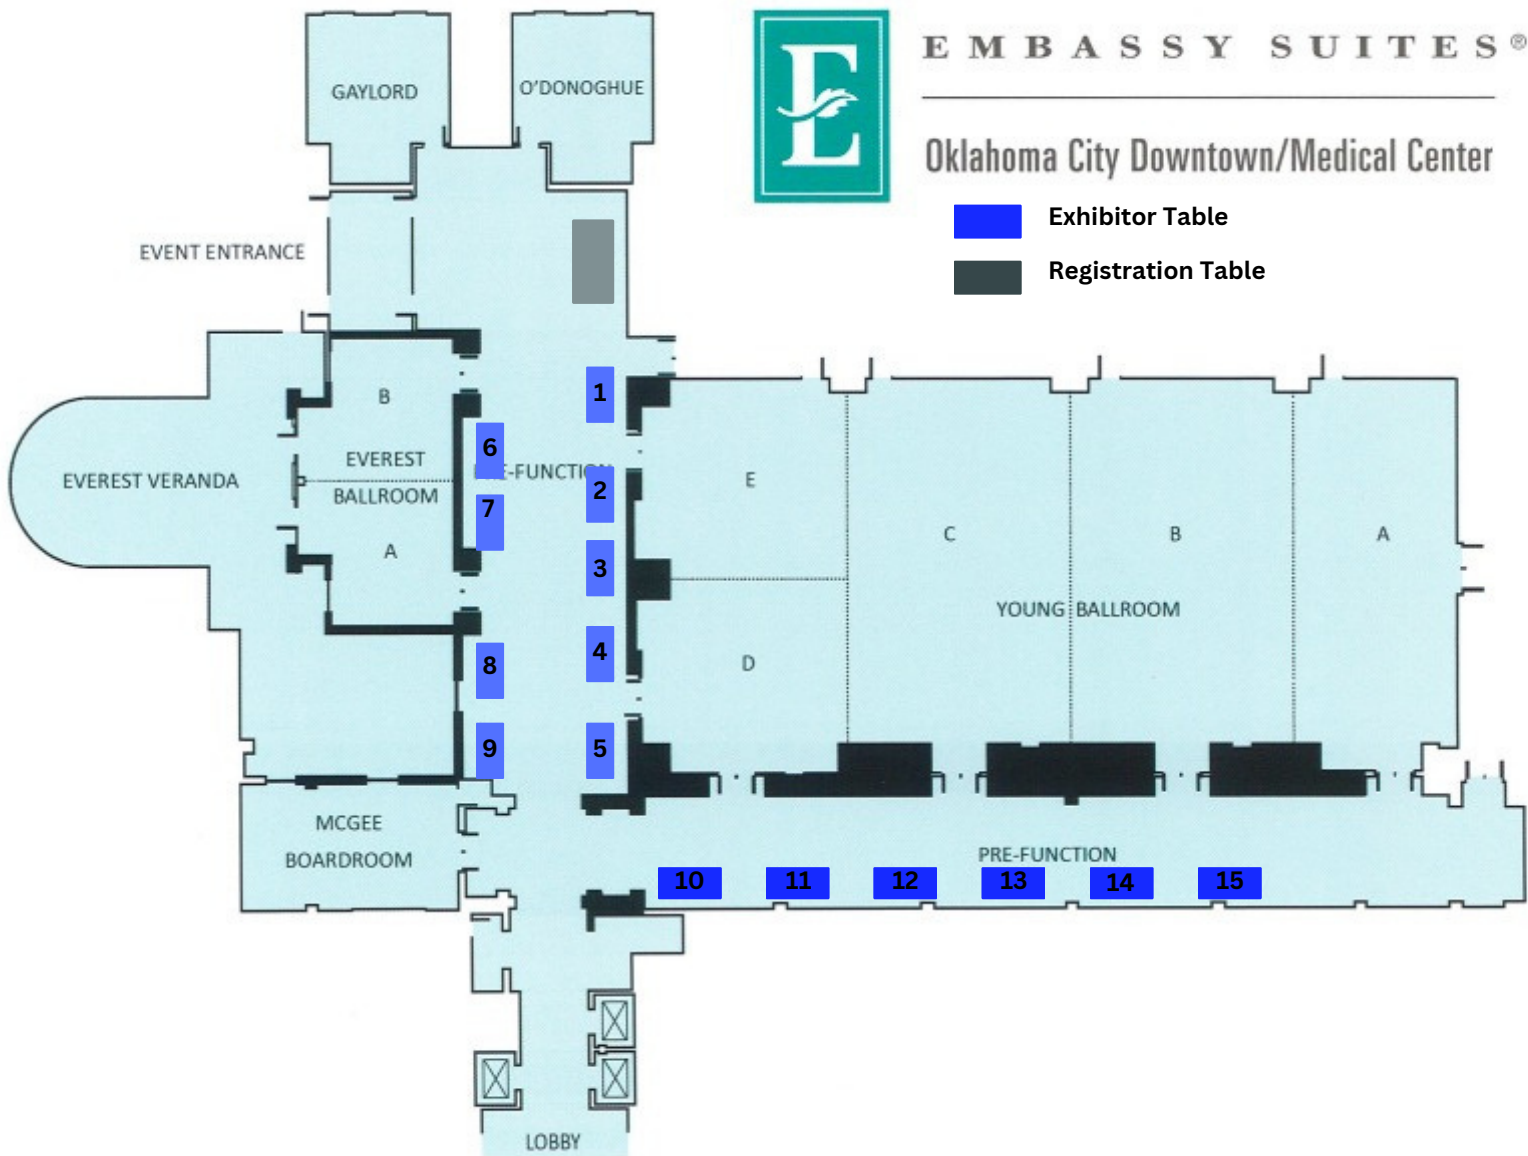 EMBASSY SUITES®
Oklahoma City Downtown/Medical Center
Exhibitor Table
Registration Table
GAYLORD
O'DONOGHUE
EVENT ENTRANCE
B
EVEREST
BALLROOM
A
EVEREST VERANDA
1
6
E-FUNCTION
2
7
3
4
8
9
5
E
D
C
B
A
YOUNG BALLROOM
MCGEE
BOARDROOM
PRE-FUNCTION
10
11
12
13
14
15
LOBBY